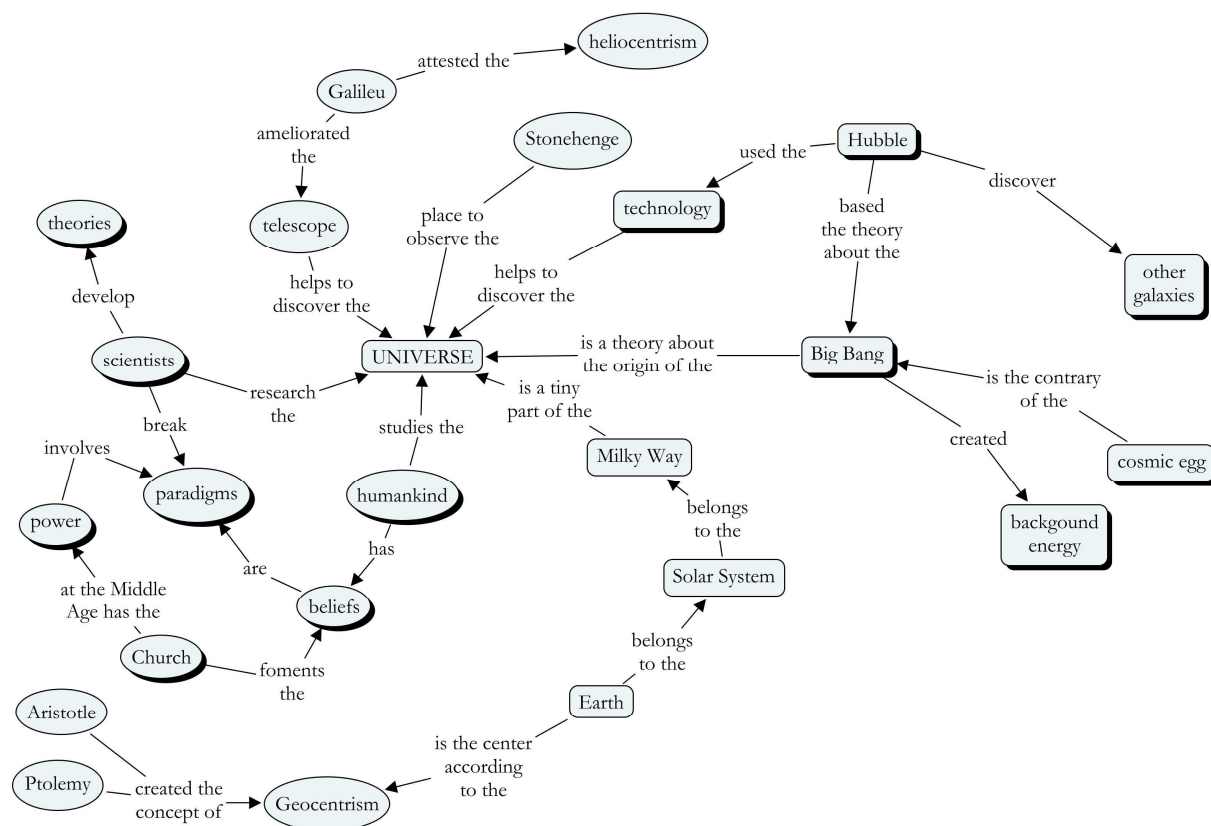 heliocentrism
attested the
Galileu
ameliorated
the
Stonehenge
Hubble
used the
discover
theories
telescope
technology
place to
observe the
based
the theory
about the
other
galaxies
helps to
discover the
helps to
discover the
develop
scientists
UNIVERSE
is a theory about
the origin of the
Big Bang
is the contrary
of the
research
the
is a tiny
part of the
break
studies the
created
involves
Milky Way
cosmic egg
paradigms
humankind
power
belongs
to the
backgound
energy
has
are
Solar System
at the Middle
Age has the
beliefs
belongs
to the
Church
foments
the
Earth
Aristotle
is the center
according
to the
Ptolemy
created the
concept of
Geocentrism